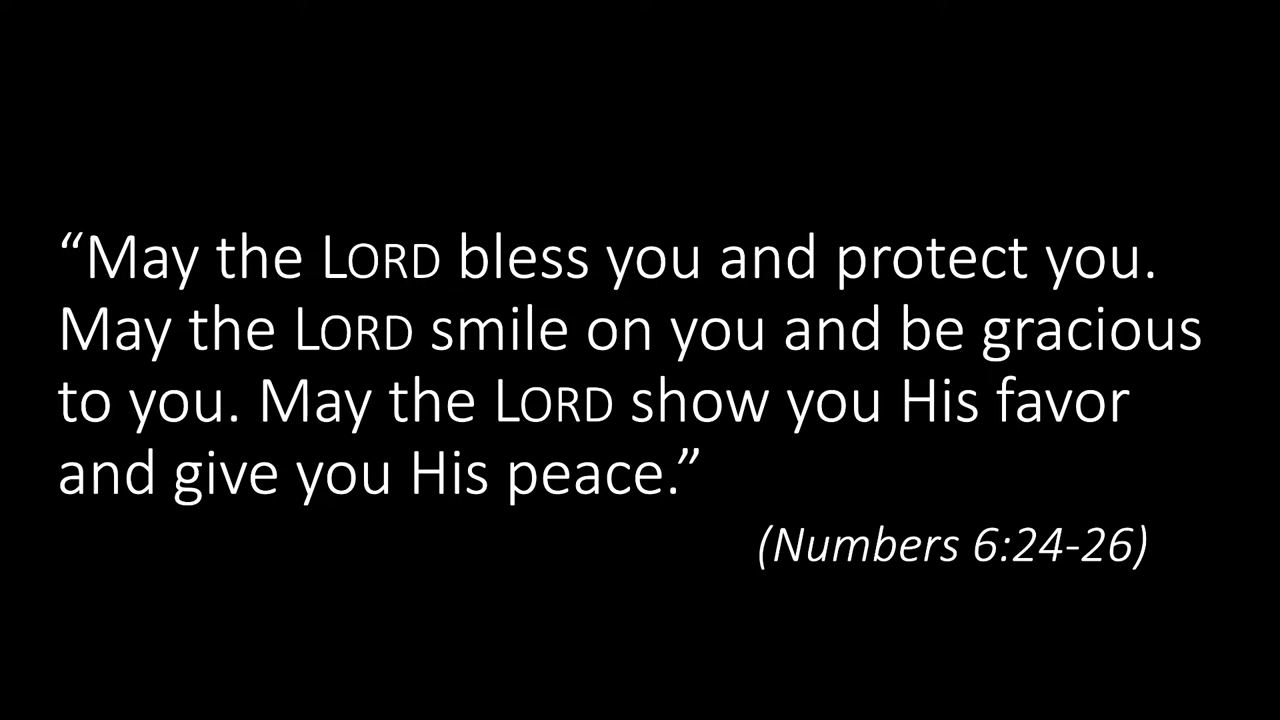 “May the LORD bless you and protect you.
May the LORD smile on you and be gracious
to you. May the LORD show you His favor
and give you His peace.”
(Numbers 6:24-26)